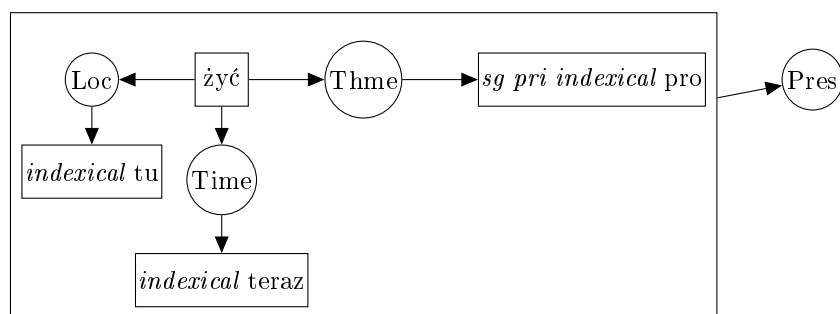 Loc żyć Thme sg pri indexical pro Pres
indexical tu
Time
indexical teraz